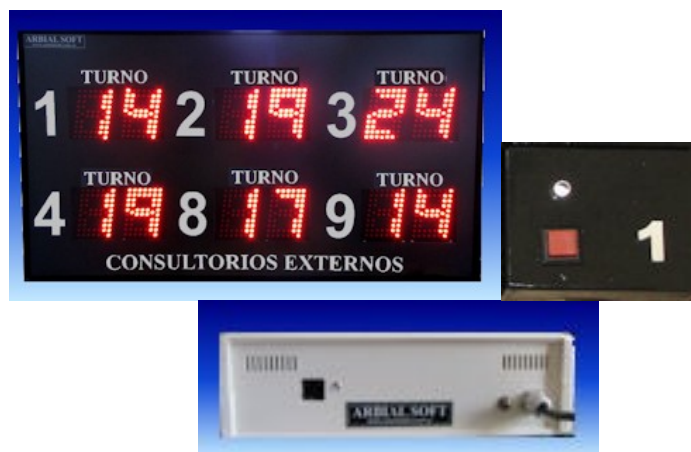 ARBIAL SOFT
TURNO TURNO TURNO
1 14 2 19 3 24
TURNO TURNO TURNO
4 19 8 17 9 14
CONSULTORIOS EXTERNOS
1
ARBIAL SOFT